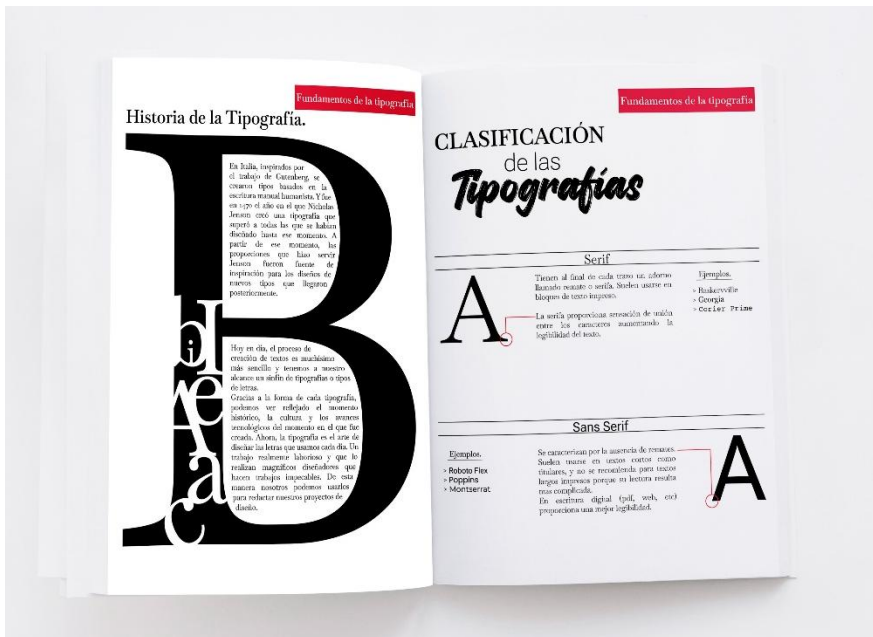 Fundamentos de la tipografía
Historia de la Tipografía.
En Italia, inspirados por
el trabajo de Gutenberg, se
crearon tipos basados en la
escritura manual humanista. Y fue
en 1470 el año en el que Nicholas
Jenson creó una tipografía que
superó a todas las que se habían
diseñado hasta ese momento. A
partir de ese momento, las
proporciones que hizo servir
Jenson fueron fuente de
inspiración para los diseños de
nuevos tipos que llegaron
posteriormente.
Hoy en día, el proceso de
creación de textos es muchísimo
más sencillo y tenemos a nuestro
alcance un sinfín de tipografías o tipos
de letras.
Gracias a la forma de cada tipografía,
podemos ver reflejado el momento
histórico, la cultura y los avances
tecnológicos del momento en el que fue
creada. Ahora, la tipografía es el arte de
diseñar las letras que usamos cada día. Un
trabajo realmente laborioso y que lo
realizan magníficos diseñadores que
hacen trabajos impecables. De esta
manera nosotros podemos usarlos
para redactar nuestros proyectos de
diseño.
B
Fundamentos de la tipografía
CLASIFICACIÓN
de las
Tipografías
Serif
A
Tienen al final de cada trazo un adorno
llamado remate o serifa. Suelen usarse en
bloques de texto impreso.
La serifa proporciona sensación de unión
entre los caracteres aumentando la
legibilidad del texto.
Ejemplos.
> Baskervville
> Georgia
> Corier Prime
Sans Serif
Ejemplos.
> Roboto Flex
> Poppins
> Montserrat
Se caracterizan por la ausencia de remates.
Suelen usarse en textos cortos como
titulares, y no se recomienda para textos
largos impresos porque su lectura resulta
mas complicada.
En escritura digital (pdf, web, etc)
proporciona una mejor legibilidad.
A